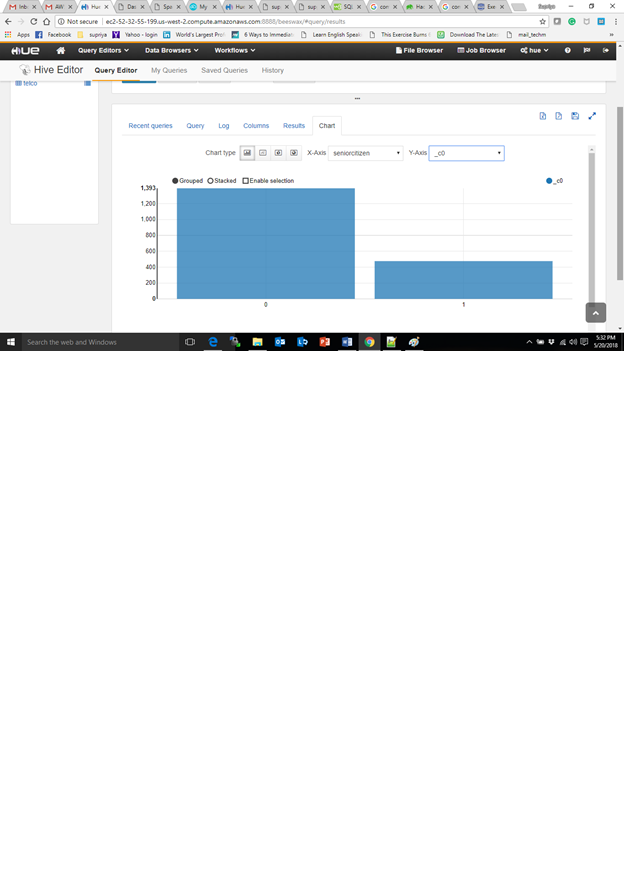 Inb
AW
Hue
Das
Spo
My
Hue
sup
sup
SQL
con
Hac
con
Exe
Supriya
Not secure | ec2-52-32-55-199.us-west-2.compute.amazonaws.com:8888/beeswax/#query/results
Apps Facebook supriya Yahoo - login World's Largest Prof 6 Ways to Immediat Learn English Speaki This Exercise Burns F Download The Lates mail_techm
HUE Query Editors Data Browsers Workflows File Browser Job Browser hue
Hive Editor Query Editor My Queries Saved Queries History
telco
Recent queries Query Log Columns Results Chart
Chart type X-Axis seniorcitizen Y-Axis _c0
Grouped Stacked Enable selection _c0
1,393
1,200
1,000
800
600
400
200
0
0 1
Search the web and Windows
5:32 PM
5/20/2018